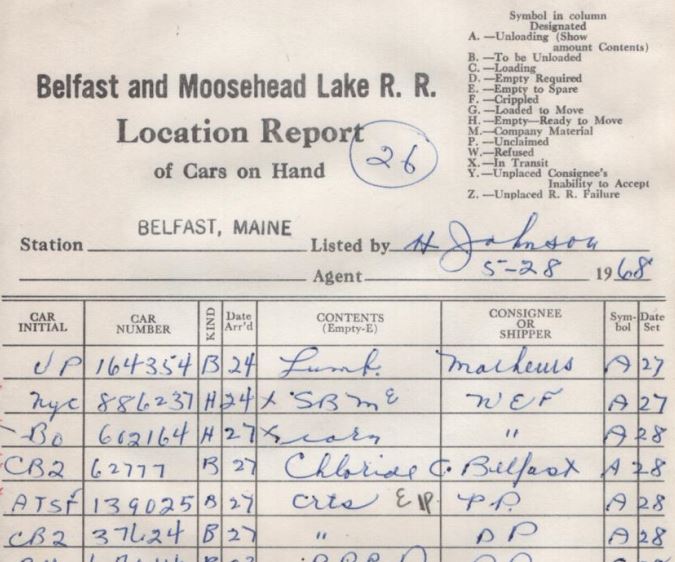 Symbol in column
Designated
A. —Unloading (Show
amount Contents)
B. —To be Unloaded
C. —Loading
D. —Empty Required
E. —Empty to Spare
F. —Crippled
G. —Loaded to Move
H. —Empty—Ready to Move
M. —Company Material
P. —Unclaimed
W. —Refused
X. —In Transit
Y. —Unplaced Consignee's
Inability to Accept
Z. —Unplaced R. R. Failure
Belfast and Moosehead Lake R. R.
Location Report
of Cars on Hand
26
Station BELFAST, MAINE Listed by H Johnson
Agent 5-28 1968
CAR INITIAL CAR NUMBER KIND Date Arr'd CONTENTS (Empty-E) CONSIGNEE OR SHIPPER Sym-bol Date Set
UP 164354 B 24 Lumb. Mathews A 27
NYC 886237 H 24 X SBME WEF A 27
BO 602164 H 27 X corn " A 28
CB2 62777 B 27 Chloride C. Belfast A 28
ATSF 139025 B 27 crts P.P. A 28
CB2 37624 B 27 " PP A 28